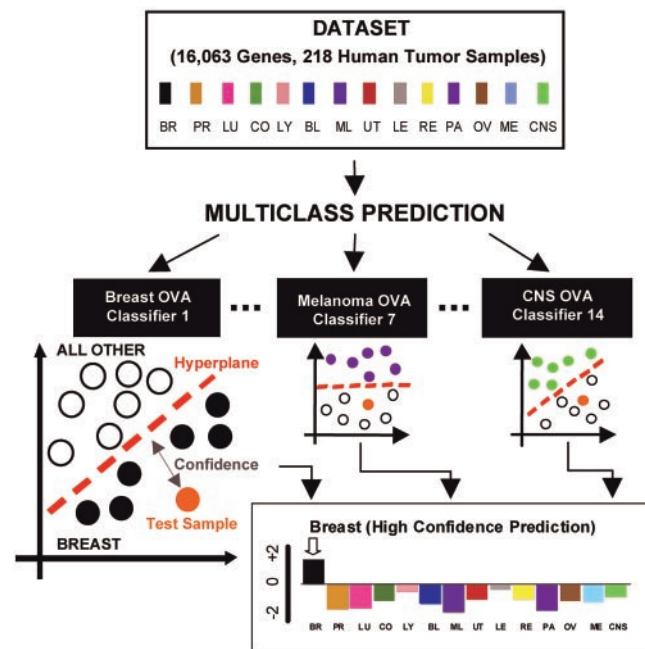 DATASET
(16,063 Genes, 218 Human Tumor Samples)
BR PR LU CO LY BL ML UT LE RE PA OV ME CNS
MULTICLASS PREDICTION
Breast OVA
Classifier 1
...
Melanoma OVA
Classifier 7
...
CNS OVA
Classifier 14
ALL OTHER
Hyperplane
Confidence
Test Sample
BREAST
Breast (High Confidence Prediction)
+2
0
-2
BR PR LU CO LY BL ML UT LE RE PA OV ME CNS